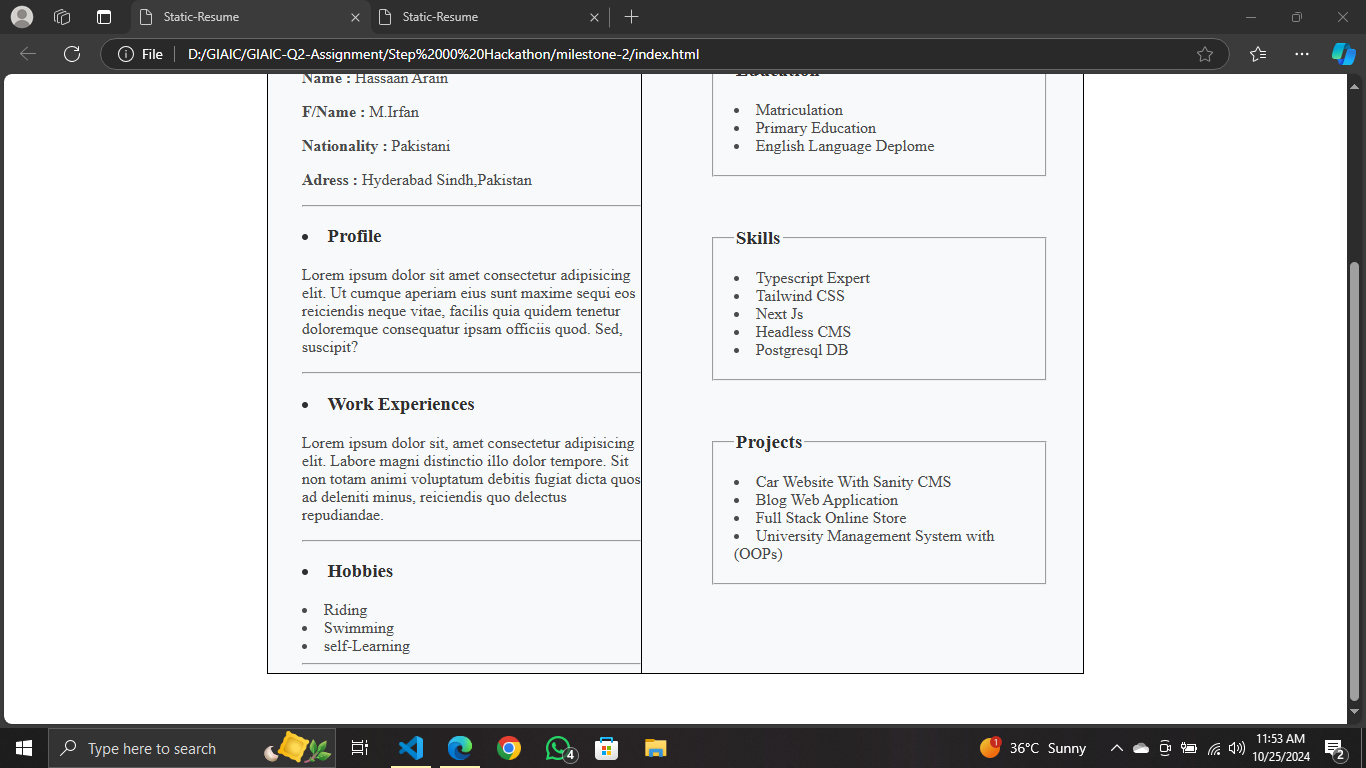 Static-Resume
Static-Resume
File
D:/GIAIC/GIAIC-Q2-Assignment/Step%2000%20Hackathon/milestone-2/index.html
Name : Hassaan Arain
F/Name : M.Irfan
Nationality : Pakistani
Adress : Hyderabad Sindh,Pakistan
Profile
Lorem ipsum dolor sit amet consectetur adipisicing
elit. Ut cumque aperiam eius sunt maxime sequi eos
reiciendis neque vitae, facilis quia quidem tenetur
doloremque consequatur ipsam officiis quod. Sed,
suscipit?
Work Experiences
Lorem ipsum dolor sit, amet consectetur adipisicing
elit. Labore magni distinctio illo dolor tempore. Sit
non totam animi voluptatum debitis fugiat dicta quos
ad deleniti minus, reiciendis quo delectus
repudiandae.
Hobbies
Riding
Swimming
self-Learning
Education
Matriculation
Primary Education
English Language Deplome
Skills
Typescript Expert
Tailwind CSS
Next Js
Headless CMS
Postgresql DB
Projects
Car Website With Sanity CMS
Blog Web Application
Full Stack Online Store
University Management System with
(OOPs)
Type here to search
4
1
36°C Sunny
11:53 AM
10/25/2024
2